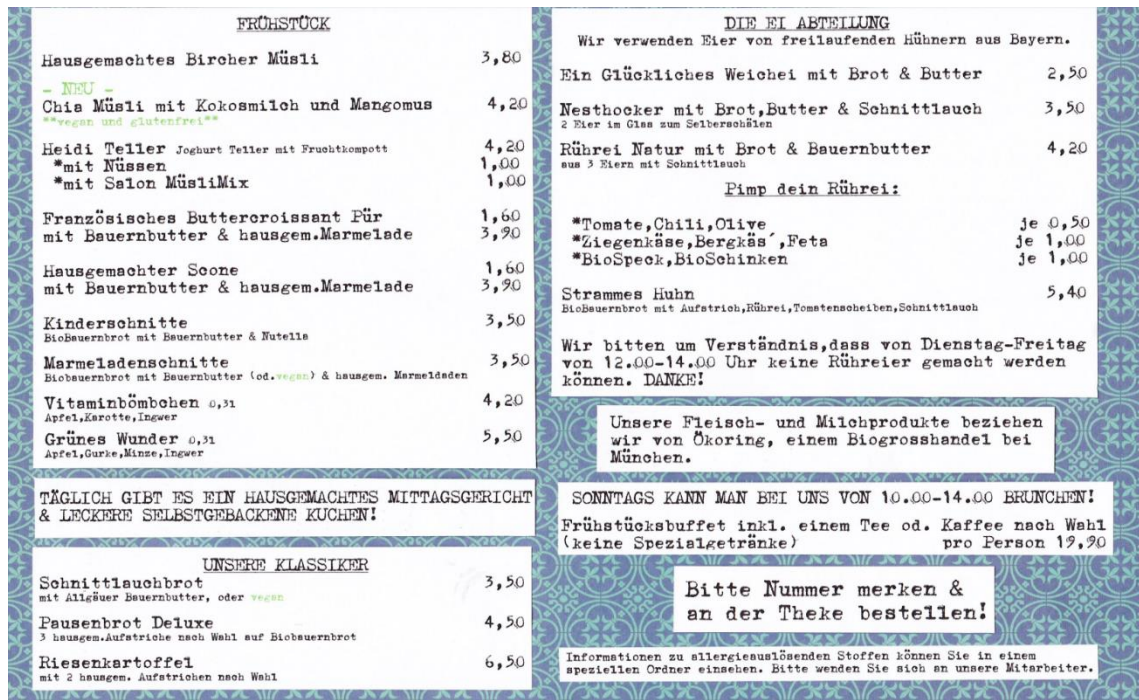 FRÜHSTÜCK
Hausgemachtes Bircher Müsli 3,80
- NEU -
Chia Müsli mit Kokosmilch und Mangomus 4,20
**vegan und glutenfrei**
Heidi Teller Joghurt Teller mit Fruchtkompott 4,20
*mit Nüssen 1,00
*mit Salon MüsliMix 1,00
Französisches Buttercroissant Pür 1,60
mit Bauernbutter & hausgem.Marmelade 3,90
Hausgemachter Scone 1,60
mit Bauernbutter & hausgem.Marmelade 3,90
Kinderschnitte 3,50
BioBauernbrot mit Bauernbutter & Nutella
Marmeladenschnitte 3,50
Biobauernbrot mit Bauernbutter (od.vegan) & hausgem. Marmeldaden
Vitaminbömbchen 0,3l 4,20
Apfel,Karotte,Ingwer
Grünes Wunder 0,3l 5,50
Apfel,Gurke,Minze,Ingwer
TÄGLICH GIBT ES EIN HAUSGEMACHTES MITTAGSGERICHT
& LECKERE SELBSTGEBACKENE KUCHEN!
UNSERE KLASSIKER
Schnittlauchbrot 3,50
mit Allgäuer Bauernbutter, oder vegan
Pausenbrot Deluxe 4,50
3 hausgem.Aufstriche nach Wahl auf Biobauernbrot
Riesenkartoffel 6,50
mit 2 hausgem. Aufstrichen nach Wahl
DIE EI ABTEILUNG
Wir verwenden Eier von freilaufenden Hühnern aus Bayern.
Ein Glückliches Weichei mit Brot & Butter 2,50
Nesthocker mit Brot,Butter & Schnittlauch 3,50
2 Eier im Glas zum Selberschälen
Rührei Natur mit Brot & Bauernbutter 4,20
aus 3 Eiern mit Schnittlauch
Pimp dein Rührei:
*Tomate,Chili,Olive je 0,50
*Ziegenkäse,Bergkäs´,Feta je 1,00
*BioSpeck,BioSchinken je 1,00
Strammes Huhn 5,40
BioBauernbrot mit Aufstrich,Rührei,Tomatenscheiben,Schnittlauch
Wir bitten um Verständnis,dass von Dienstag-Freitag
von 12.00-14.00 Uhr keine Rühreier gemacht werden
können. DANKE!
Unsere Fleisch- und Milchprodukte beziehen
wir von Ökoring, einem Biogrosshandel bei
München.
SONNTAGS KANN MAN BEI UNS VON 10.00-14.00 BRUNCHEN!
Frühstücksbuffet inkl. einem Tee od. Kaffee nach Wahl
(keine Spezialgetränke) pro Person 19,90
Bitte Nummer merken &
an der Theke bestellen!
Informationen zu allergieauslösenden Stoffen können Sie in einem
speziellen Ordner einsehen. Bitte wenden Sie sich an unsere Mitarbeiter.